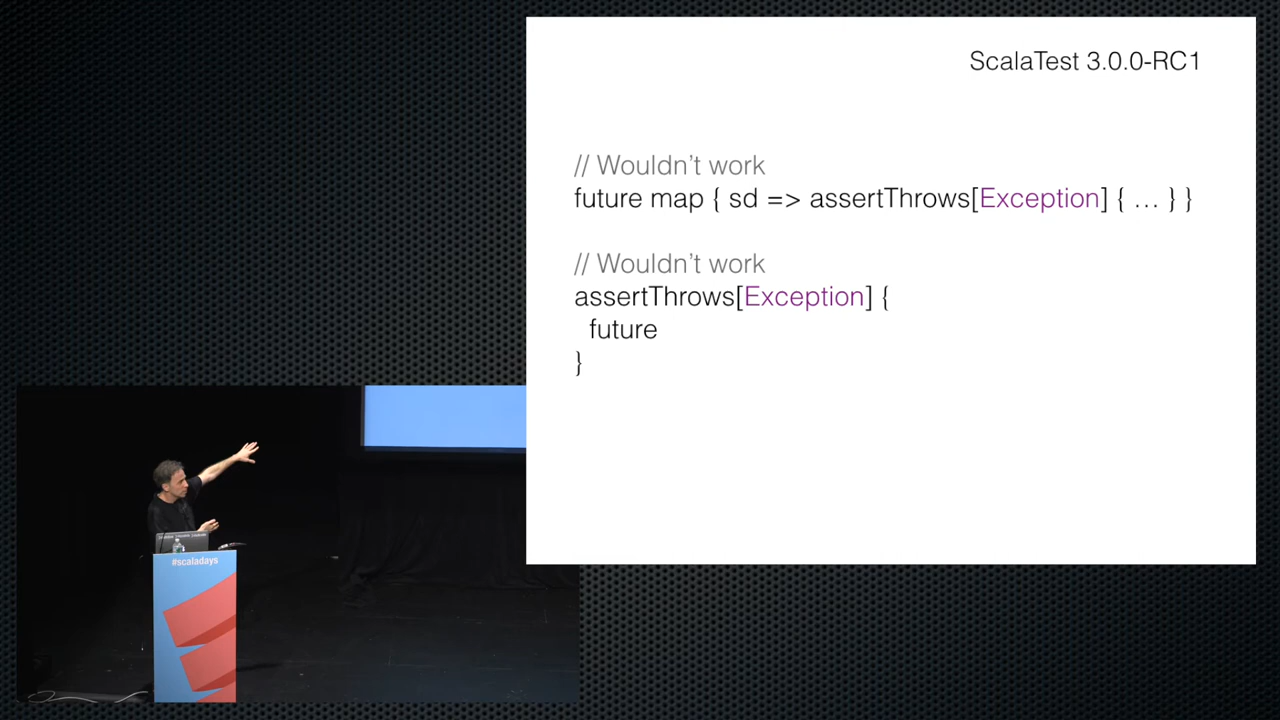 ScalaTest 3.0.0-RC1
// Wouldn’t work
future map { sd => assertThrows[Exception] { … } }
// Wouldn’t work
assertThrows[Exception] {
future
}
#scaladays